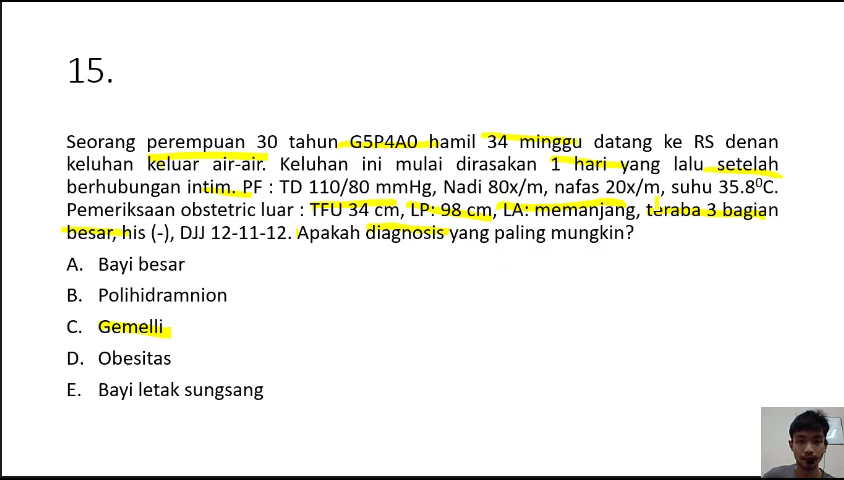 15.
Seorang perempuan 30 tahun G5P4A0 hamil 34 minggu datang ke RS denan
keluhan keluar air-air. Keluhan ini mulai dirasakan 1 hari yang lalu setelah
berhubungan intim. PF : TD 110/80 mmHg, Nadi 80x/m, nafas 20x/m, suhu 35.8⁰C.
Pemeriksaan obstetric luar : TFU 34 cm, LP: 98 cm, LA: memanjang, teraba 3 bagian
besar, his (-), DJJ 12-11-12. Apakah diagnosis yang paling mungkin?
A. Bayi besar
B. Polihidramnion
C. Gemelli
D. Obesitas
E. Bayi letak sungsang